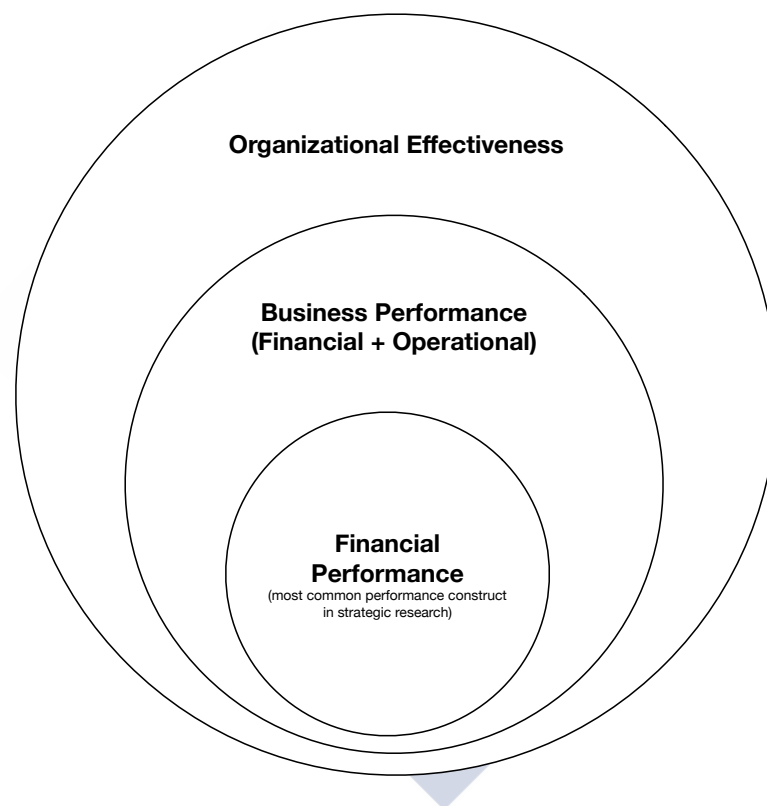 Organizational Effectiveness
Business Performance
(Financial + Operational)
Financial
Performance
(most common performance construct
in strategic research)